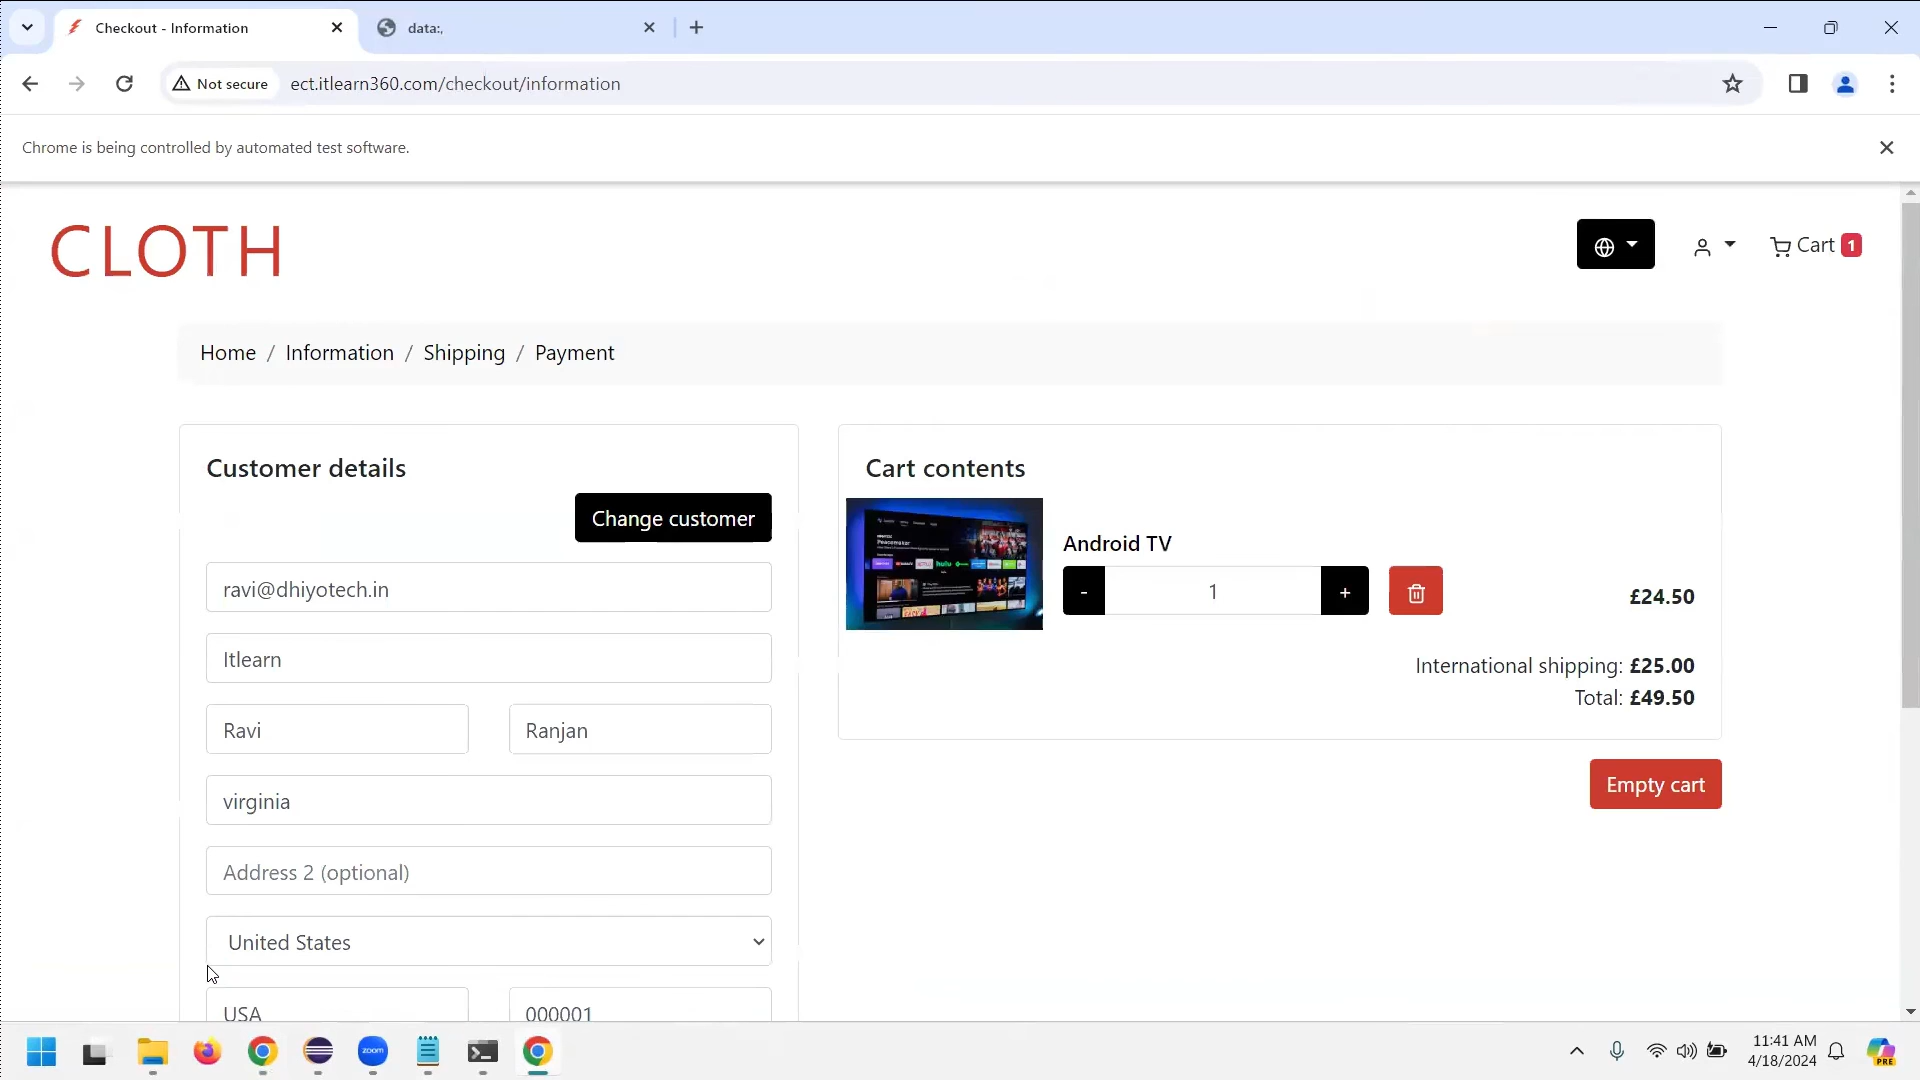 Checkout - Information
data:,
Not secure
ect.itlearn360.com/checkout/information
Chrome is being controlled by automated test software.
CLOTH
Cart 1
Home / Information / Shipping / Payment
Customer details
Change customer
ravi@dhiyotech.in
Itlearn
Ravi
Ranjan
virginia
Address 2 (optional)
United States
USA
000001
Cart contents
Android TV
-
1
+
£24.50
International shipping: £25.00
Total: £49.50
Empty cart
zoom
11:41 AM
4/18/2024
PRE